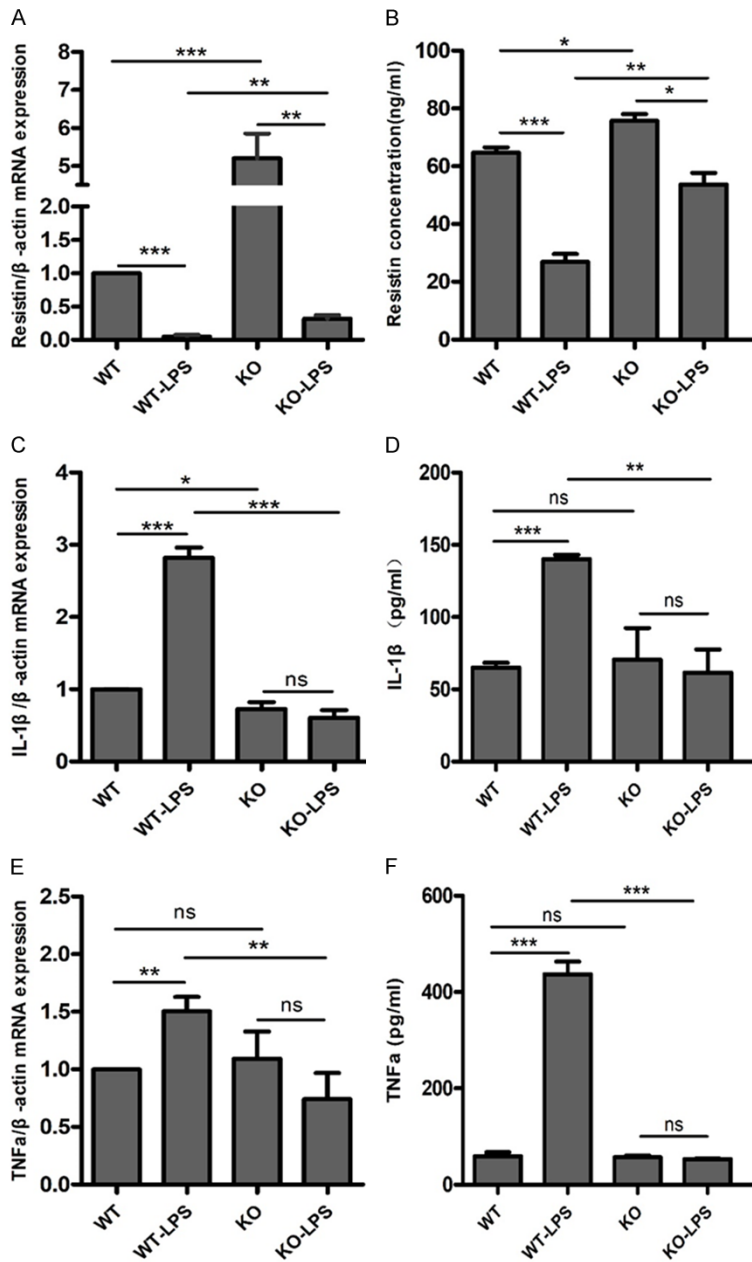 A
Resistin/β -actin mRNA expression
8
7
6
5
2.0
1.5
1.0
0.5
0.0
***
**
**
***
WT
WT-LPS
KO
KO-LPS
B
Resistin concentration(ng/ml)
100
80
60
40
20
0
*
**
*
***
WT
WT-LPS
KO
KO-LPS
C
IL-1β /β -actin mRNA expression
4
3
2
1
0
*
***
***
ns
WT
WT-LPS
KO
KO-LPS
D
IL-1β （pg/ml）
200
150
100
50
0
**
ns
***
ns
WT
WT-LPS
KO
KO-LPS
E
TNFa/β -actin mRNA expression
2.5
2.0
1.5
1.0
0.5
0.0
ns
**
**
ns
WT
WT-LPS
KO
KO-LPS
F
TNFa (pg/ml)
600
400
200
0
***
ns
***
ns
WT
WT-LPS
KO
KO-LPS